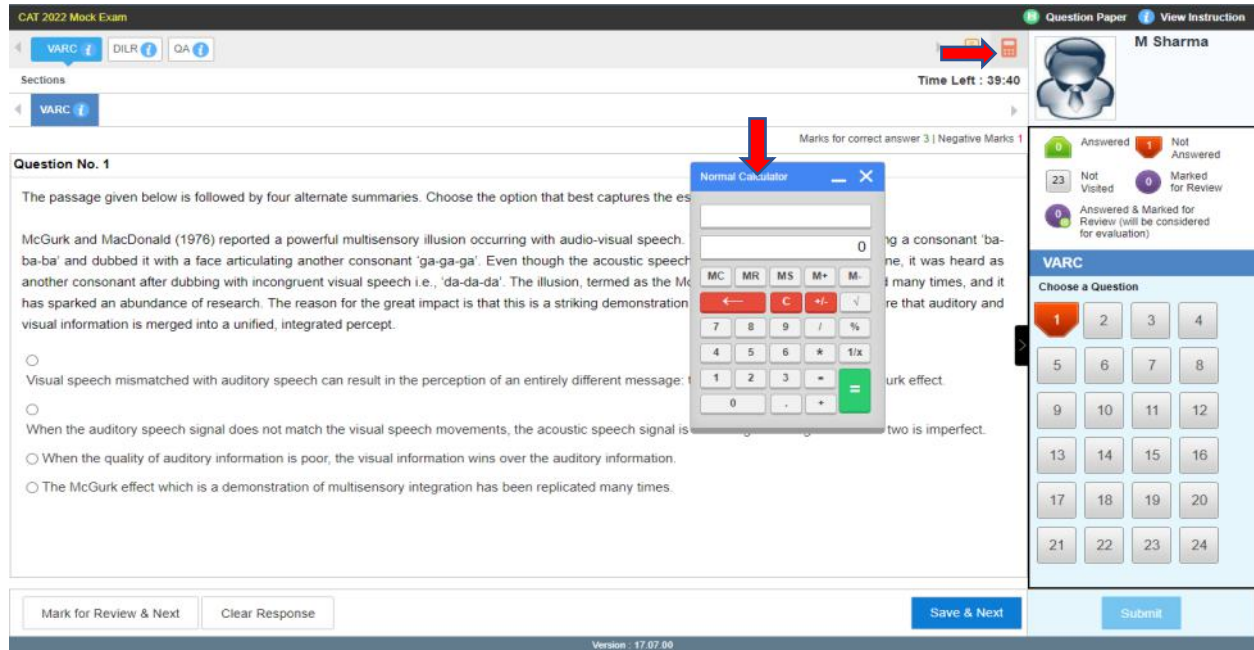 CAT 2022 Mock Exam
Question Paper
View Instruction
VARC
DILR
QA
M Sharma
Sections
Time Left : 39:40
VARC
Marks for correct answer 3 | Negative Marks 1
Question No. 1
The passage given below is followed by four alternate summaries. Choose the option that best captures the es
McGurk and MacDonald (1976) reported a powerful multisensory illusion occurring with audio-visual speech. ng a consonant 'ba-
ba-ba' and dubbed it with a face articulating another consonant 'ga-ga-ga'. Even though the acoustic speech ne, it was heard as
another consonant after dubbing with incongruent visual speech i.e., 'da-da-da'. The illusion, termed as the Mc many times, and it
has sparked an abundance of research. The reason for the great impact is that this is a striking demonstration re that auditory and
visual information is merged into a unified, integrated percept.
Visual speech mismatched with auditory speech can result in the perception of an entirely different message: urk effect.
When the auditory speech signal does not match the visual speech movements, the acoustic speech signal is two is imperfect.
When the quality of auditory information is poor, the visual information wins over the auditory information.
The McGurk effect which is a demonstration of multisensory integration has been replicated many times.
Normal Calculator
0
MC MR MS M+ M-
← C +/- √
7 8 9 / %
4 5 6 * 1/x
1 2 3 - =
0 . +
0 Answered 1 Not Answered
23 Not Visited 0 Marked for Review
0 Answered & Marked for
Review (will be considered
for evaluation)
VARC
Choose a Question
1 2 3 4
5 6 7 8
9 10 11 12
13 14 15 16
17 18 19 20
21 22 23 24
Mark for Review & Next
Clear Response
Save & Next
Submit
Version : 17.07.00